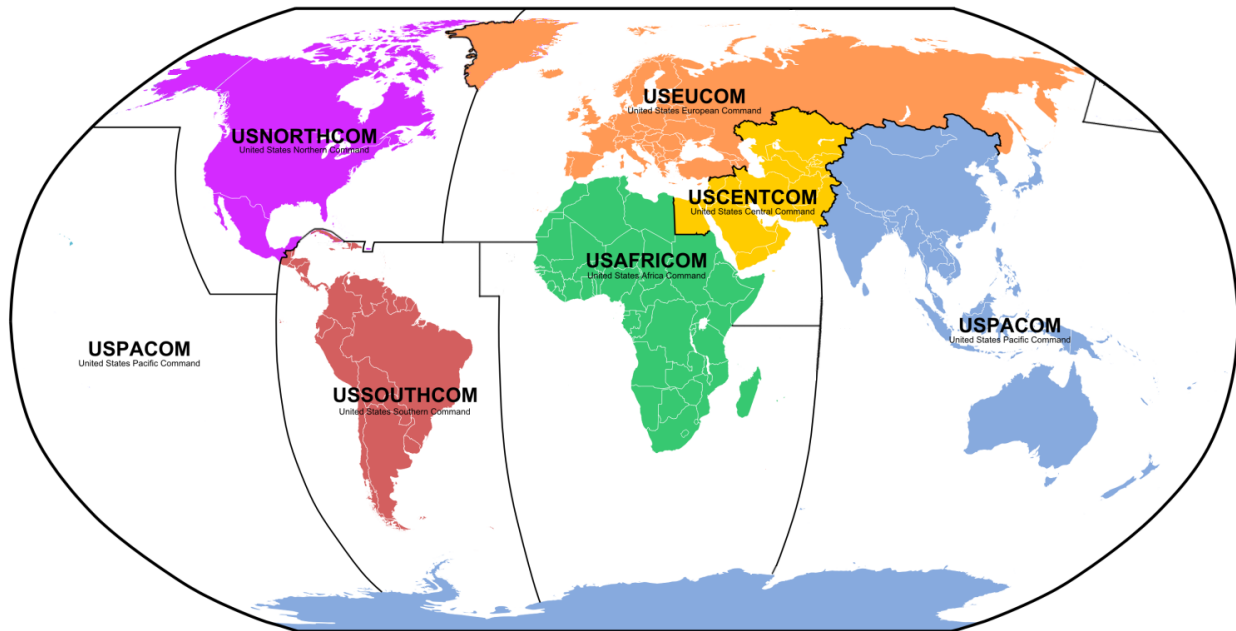 USEUCOM
United States European Command
USNORTHCOM
United States Northern Command
USCENTCOM
United States Central Command
USAFRICOM
United States Africa Command
USPACOM
United States Pacific Command
USPACOM
United States Pacific Command
USSOUTHCOM
United States Southern Command